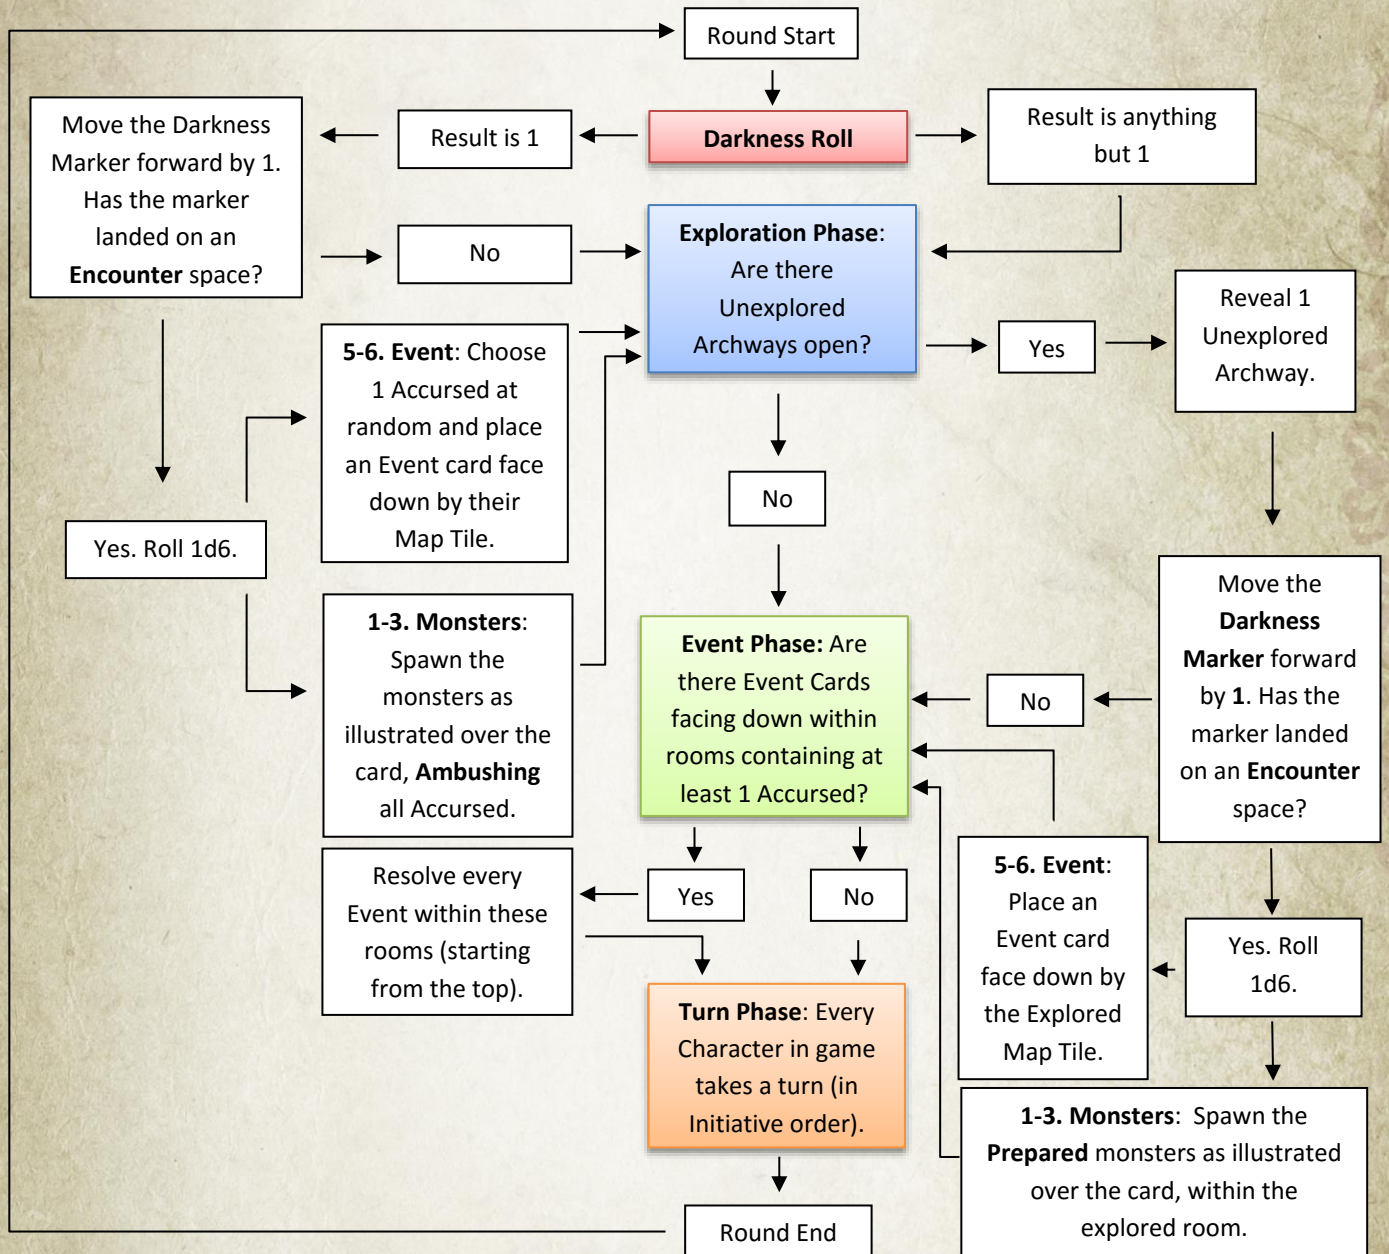 Round Start
Darkness Roll
Result is 1
Result is anything
but 1
Move the Darkness
Marker forward by 1.
Has the marker
landed on an
Encounter space?
No
Exploration Phase:
Are there
Unexplored
Archways open?
Yes
Reveal 1
Unexplored
Archway.
5-6. Event: Choose
1 Accursed at
random and place
an Event card face
down by their
Map Tile.
Yes. Roll 1d6.
No
1-3. Monsters:
Spawn the
monsters as
illustrated over the
card, Ambushing
all Accursed.
Event Phase: Are
there Event Cards
facing down within
rooms containing at
least 1 Accursed?
No
Move the
Darkness
Marker forward
by 1. Has the
marker landed
on an Encounter
space?
Resolve every
Event within these
rooms (starting
from the top).
Yes
No
5-6. Event:
Place an
Event card
face down by
the Explored
Map Tile.
Yes. Roll
1d6.
Turn Phase: Every
Character in game
takes a turn (in
Initiative order).
1-3. Monsters: Spawn the
Prepared monsters as illustrated
over the card, within the
explored room.
Round End